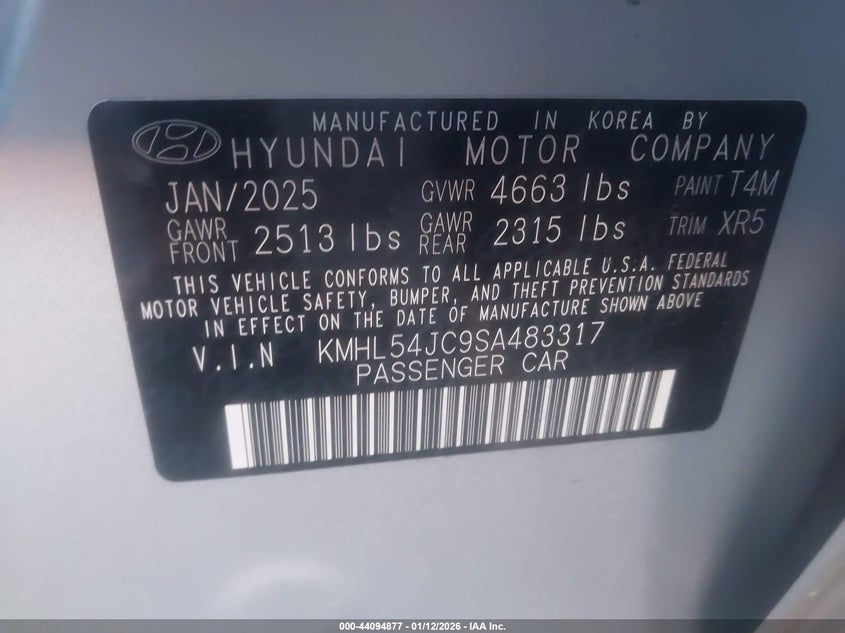 MANUFACTURED IN KOREA BY
HYUNDAI MOTOR COMPANY
JAN/2025 GVWR 4663 lbs PAINT T4M
GAWR FRONT 2513 lbs GAWR REAR 2315 lbs TRIM XR5
THIS VEHICLE CONFORMS TO ALL APPLICABLE U.S.A. FEDERAL
MOTOR VEHICLE SAFETY, BUMPER, AND THEFT PREVENTION STANDARDS
IN EFFECT ON THE DATE OF MANUFACTURE SHOWN ABOVE
V.I.N KMHL54JC9SA483317
PASSENGER CAR
000-44094877 - 01/12/2026 - IAA Inc.